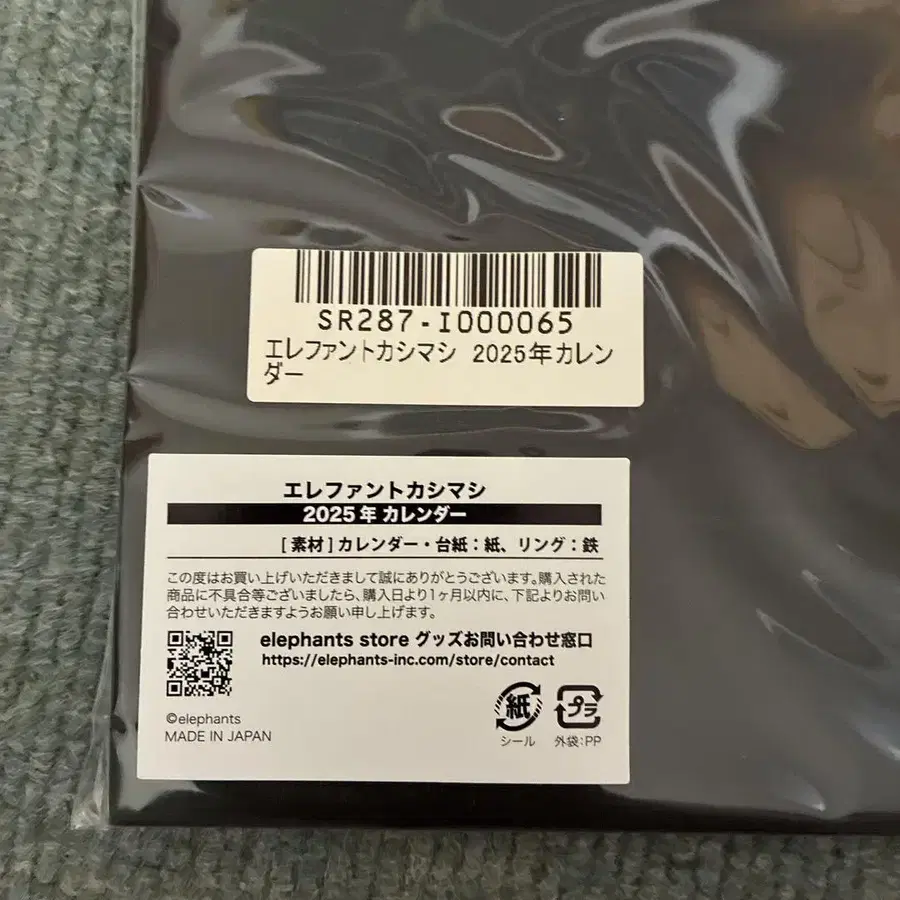 SR287-I000065
エレファントカシマシ 2025年カレン
ダー
エレファントカシマシ
2025年 カレンダー
[ 素材 ] カレンダー・台紙：紙、リング：鉄
この度はお買い上げいただきまして誠にありがとうございます。購入された
商品に不具合等ございましたら、購入日より1ヶ月以内に、下記よりお問い
合わせいただきますようお願い申し上げます。
elephants store グッズお問い合わせ窓口
https://elephants-inc.com/store/contact
紙
プラ
シール
外袋：PP
©elephants
MADE IN JAPAN